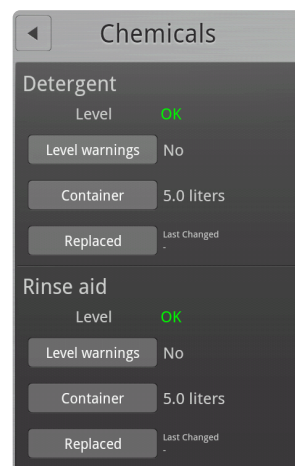 Chemicals
Detergent
Level OK
Level warnings No
Container 5.0 liters
Replaced Last Changed
-
Rinse aid
Level OK
Level warnings No
Container 5.0 liters
Replaced Last Changed
-